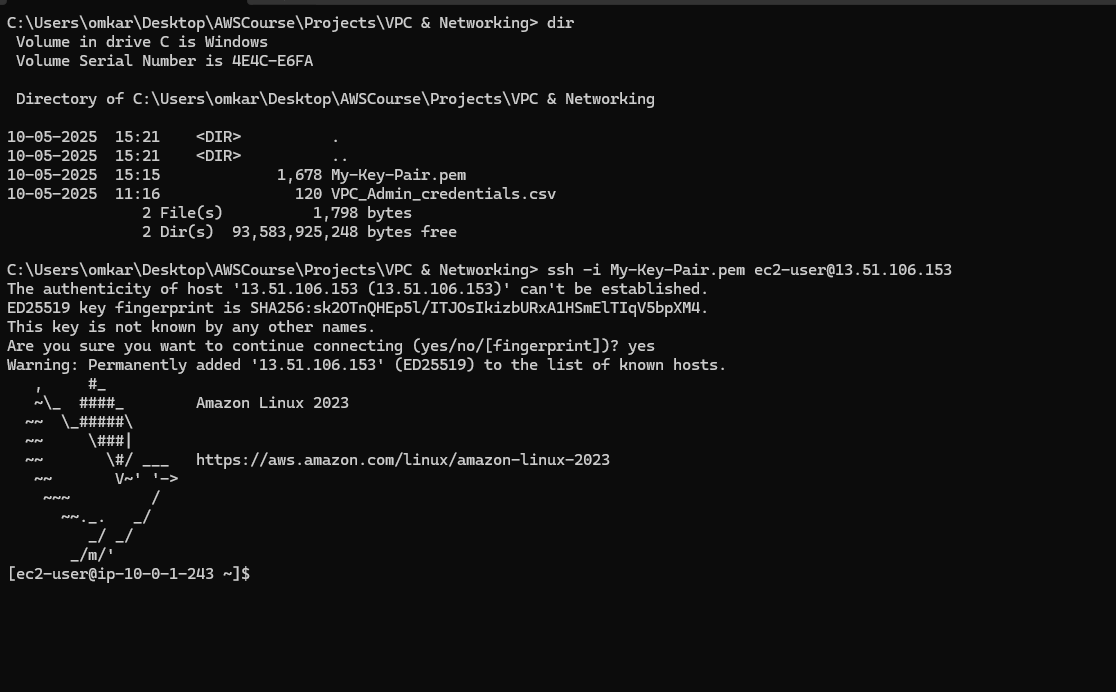 C:\Users\omkar\Desktop\AWSCourse\Projects\VPC & Networking> dir
 Volume in drive C is Windows
 Volume Serial Number is 4E4C-E6FA

 Directory of C:\Users\omkar\Desktop\AWSCourse\Projects\VPC & Networking

10-05-2025  15:21    <DIR>          .
10-05-2025  15:21    <DIR>          ..
10-05-2025  15:15             1,678 My-Key-Pair.pem
10-05-2025  11:16               120 VPC_Admin_credentials.csv
               2 File(s)          1,798 bytes
               2 Dir(s)  93,583,925,248 bytes free

C:\Users\omkar\Desktop\AWSCourse\Projects\VPC & Networking> ssh -i My-Key-Pair.pem ec2-user@13.51.106.153
The authenticity of host '13.51.106.153 (13.51.106.153)' can't be established.
ED25519 key fingerprint is SHA256:sk2OTnQHEp5l/ITJOsIkizbURxA1HSmElTIqV5bpXM4.
This key is not known by any other names.
Are you sure you want to continue connecting (yes/no/[fingerprint])? yes
Warning: Permanently added '13.51.106.153' (ED25519) to the list of known hosts.
   ,     #_
   ~\_  ####_        Amazon Linux 2023
  ~~  \_#####\
  ~~     \###|
  ~~       \#/ ___   https://aws.amazon.com/linux/amazon-linux-2023
   ~~       V~' '->
    ~~~         /
      ~~._.   _/
         _/ _/
       _/m/'
[ec2-user@ip-10-0-1-243 ~]$